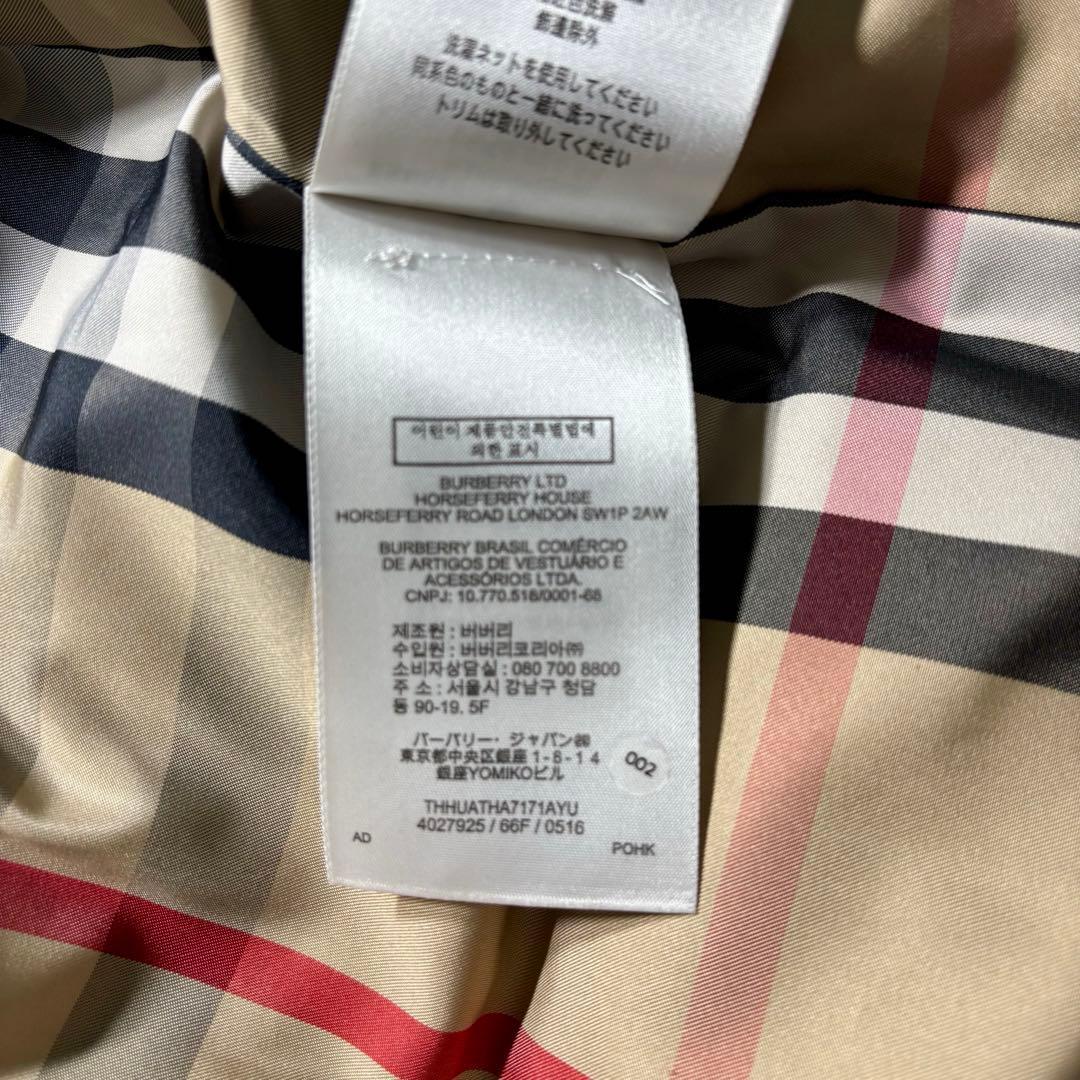 飾邊除外
洗濯ネットを使用してください
同系色のものと一緒に洗ってください
トリムは取り外してください
어린이 제품안전특별법에
의한 표시
BURBERRY LTD
HORSEFERRY HOUSE
HORSEFERRY ROAD LONDON SW1P 2AW
BURBERRY BRASIL COMÉRCIO
DE ARTIGOS DE VESTUÁRIO E
ACESSÓRIOS LTDA.
CNPJ: 10.770.518/0001-68
제조원 : 버버리
수입원 : 버버리코리아㈜
소비자상담실 : 080 700 8800
주 소 : 서울시 강남구 청담
동 90-19. 5F
バーバリー・ジャパン㈱
東京都中央区銀座 1-8-14
銀座YOMIKOビル
002
THHUATHA7171AYU
4027925 / 66F / 0516
AD
POHK